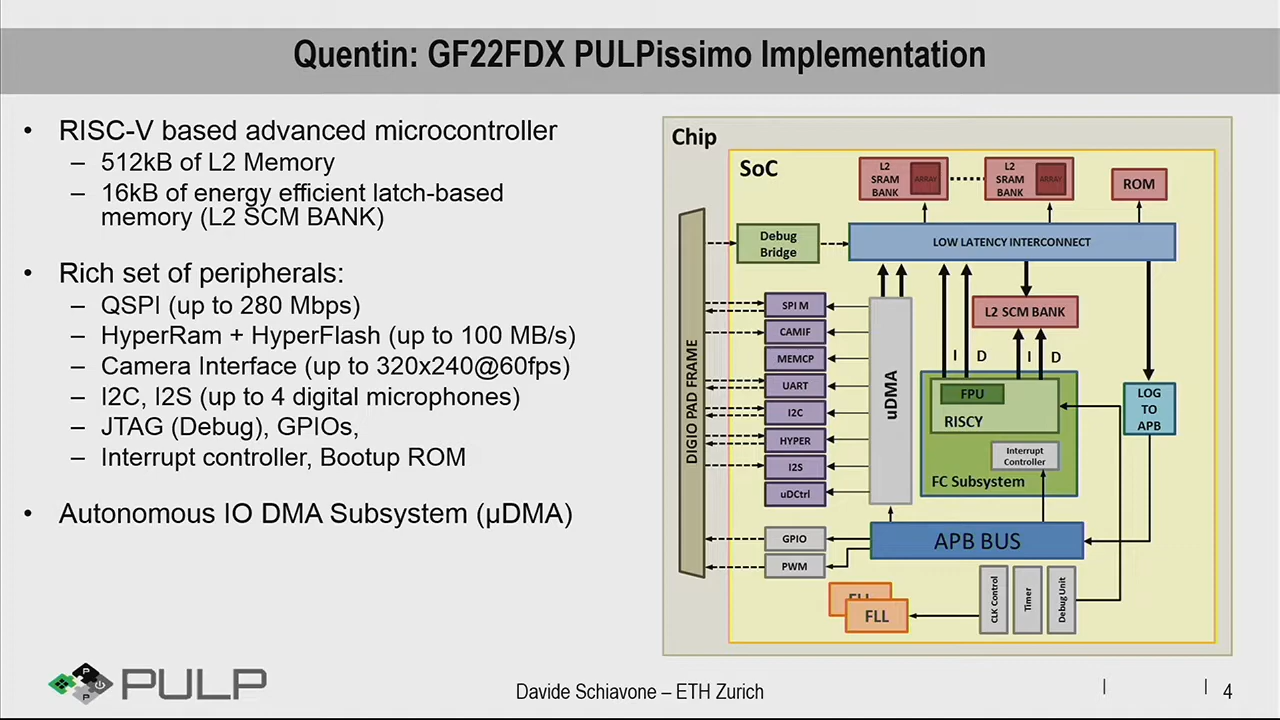 Quentin: GF22FDX PULPissimo Implementation
• RISC-V based advanced microcontroller
– 512kB of L2 Memory
– 16kB of energy efficient latch-based
memory (L2 SCM BANK)
• Rich set of peripherals:
– QSPI (up to 280 Mbps)
– HyperRam + HyperFlash (up to 100 MB/s)
– Camera Interface (up to 320x240@60fps)
– I2C, I2S (up to 4 digital microphones)
– JTAG (Debug), GPIOs,
– Interrupt controller, Bootup ROM
• Autonomous IO DMA Subsystem (µDMA)
Chip
SoC
L2
SRAM
BANK
ARRAY
L2
SRAM
BANK
ARRAY
ROM
Debug
Bridge
LOW LATENCY INTERCONNECT
DIGIO PAD FRAME
SPI M
CAMIF
MEMCP
UART
I2C
HYPER
I2S
uDCtrl
GPIO
PWM
uDMA
L2 SCM BANK
I D I D
FPU
RISCY
Interrupt
Controller
FC Subsystem
LOG
TO
APB
APB BUS
FLL
FLL
CLK Control
Timer
Debug Unit
PULP
Davide Schiavone – ETH Zurich
4